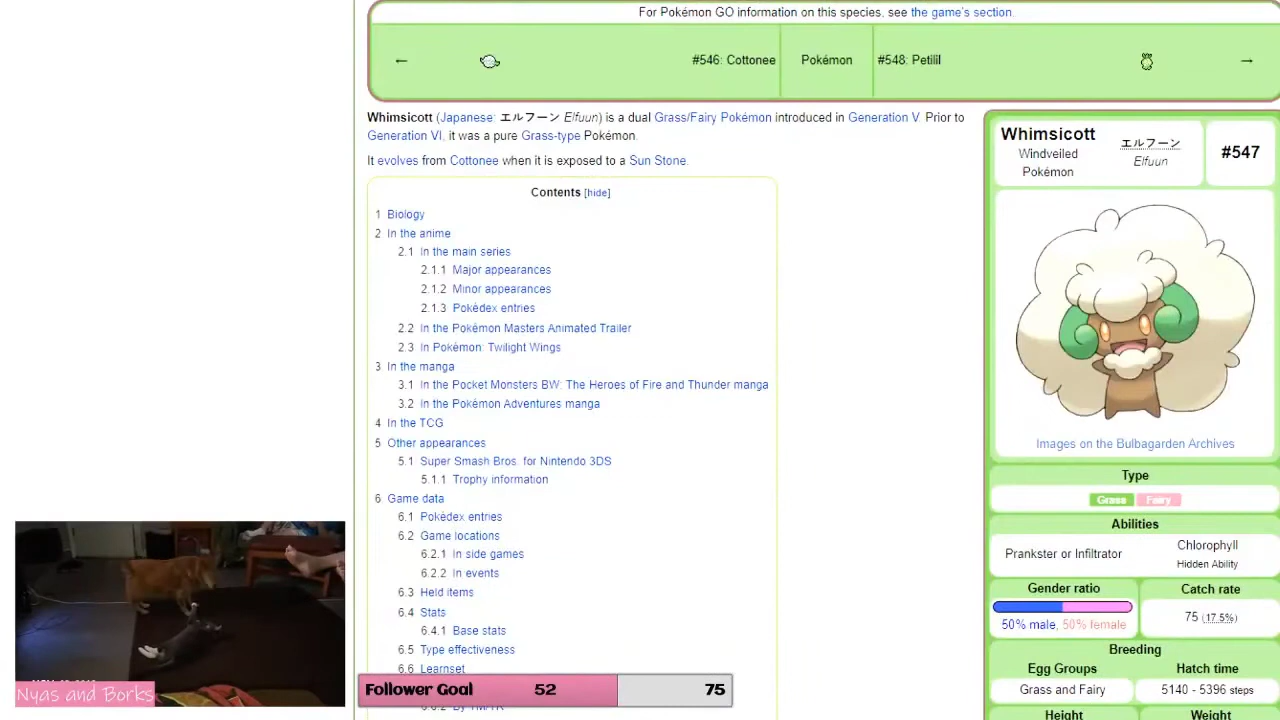 For Pokémon GO information on this species, see the game's section.
← #546: Cottonee Pokémon #548: Petilil →
Whimsicott (Japanese: エルフーン Elfuun) is a dual Grass/Fairy Pokémon introduced in Generation V. Prior to
Generation VI, it was a pure Grass-type Pokémon.
It evolves from Cottonee when it is exposed to a Sun Stone.
Contents [hide]
1 Biology
2 In the anime
2.1 In the main series
2.1.1 Major appearances
2.1.2 Minor appearances
2.1.3 Pokédex entries
2.2 In the Pokémon Masters Animated Trailer
2.3 In Pokémon: Twilight Wings
3 In the manga
3.1 In the Pocket Monsters BW: The Heroes of Fire and Thunder manga
3.2 In the Pokémon Adventures manga
4 In the TCG
5 Other appearances
5.1 Super Smash Bros. for Nintendo 3DS
5.1.1 Trophy information
6 Game data
6.1 Pokédex entries
6.2 Game locations
6.2.1 In side games
6.2.2 In events
6.3 Held items
6.4 Stats
6.4.1 Base stats
6.5 Type effectiveness
6.6 Learnset
Whimsicott
Windveiled
Pokémon
エルフーン
Elfuun
#547
Images on the Bulbagarden Archives
Type
Grass Fairy
Abilities
Prankster or Infiltrator
Chlorophyll
Hidden Ability
Gender ratio
50% male, 50% female
Catch rate
75 (17.5%)
Breeding
Egg Groups
Grass and Fairy
Hatch time
5140 - 5396 steps
Height
Weight
Nyas and Borks
Follower Goal 52 75